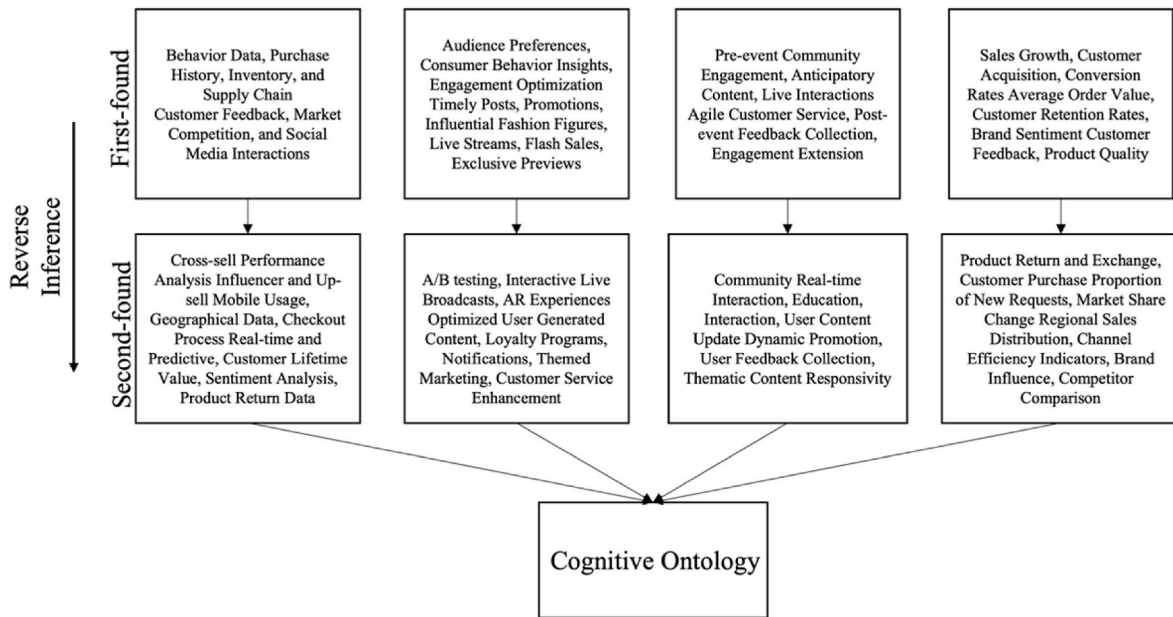 Reverse
Inference
First-found
Behavior Data, Purchase
History, Inventory, and
Supply Chain
Customer Feedback, Market
Competition, and Social
Media Interactions
Audience Preferences,
Consumer Behavior Insights,
Engagement Optimization
Timely Posts, Promotions,
Influential Fashion Figures,
Live Streams, Flash Sales,
Exclusive Previews
Pre-event Community
Engagement, Anticipatory
Content, Live Interactions
Agile Customer Service, Post-
event Feedback Collection,
Engagement Extension
Sales Growth, Customer
Acquisition, Conversion
Rates Average Order Value,
Customer Retention Rates,
Brand Sentiment Customer
Feedback, Product Quality
Second-found
Cross-sell Performance
Analysis Influencer and Up-
sell Mobile Usage,
Geographical Data, Checkout
Process Real-time and
Predictive, Customer Lifetime
Value, Sentiment Analysis,
Product Return Data
A/B testing, Interactive Live
Broadcasts, AR Experiences
Optimized User Generated
Content, Loyalty Programs,
Notifications, Themed
Marketing, Customer Service
Enhancement
Community Real-time
Interaction, Education,
Interaction, User Content
Update Dynamic Promotion,
User Feedback Collection,
Thematic Content Responsivity
Product Return and Exchange,
Customer Purchase Proportion
of New Requests, Market Share
Change Regional Sales
Distribution, Channel
Efficiency Indicators, Brand
Influence, Competitor
Comparison
Cognitive Ontology